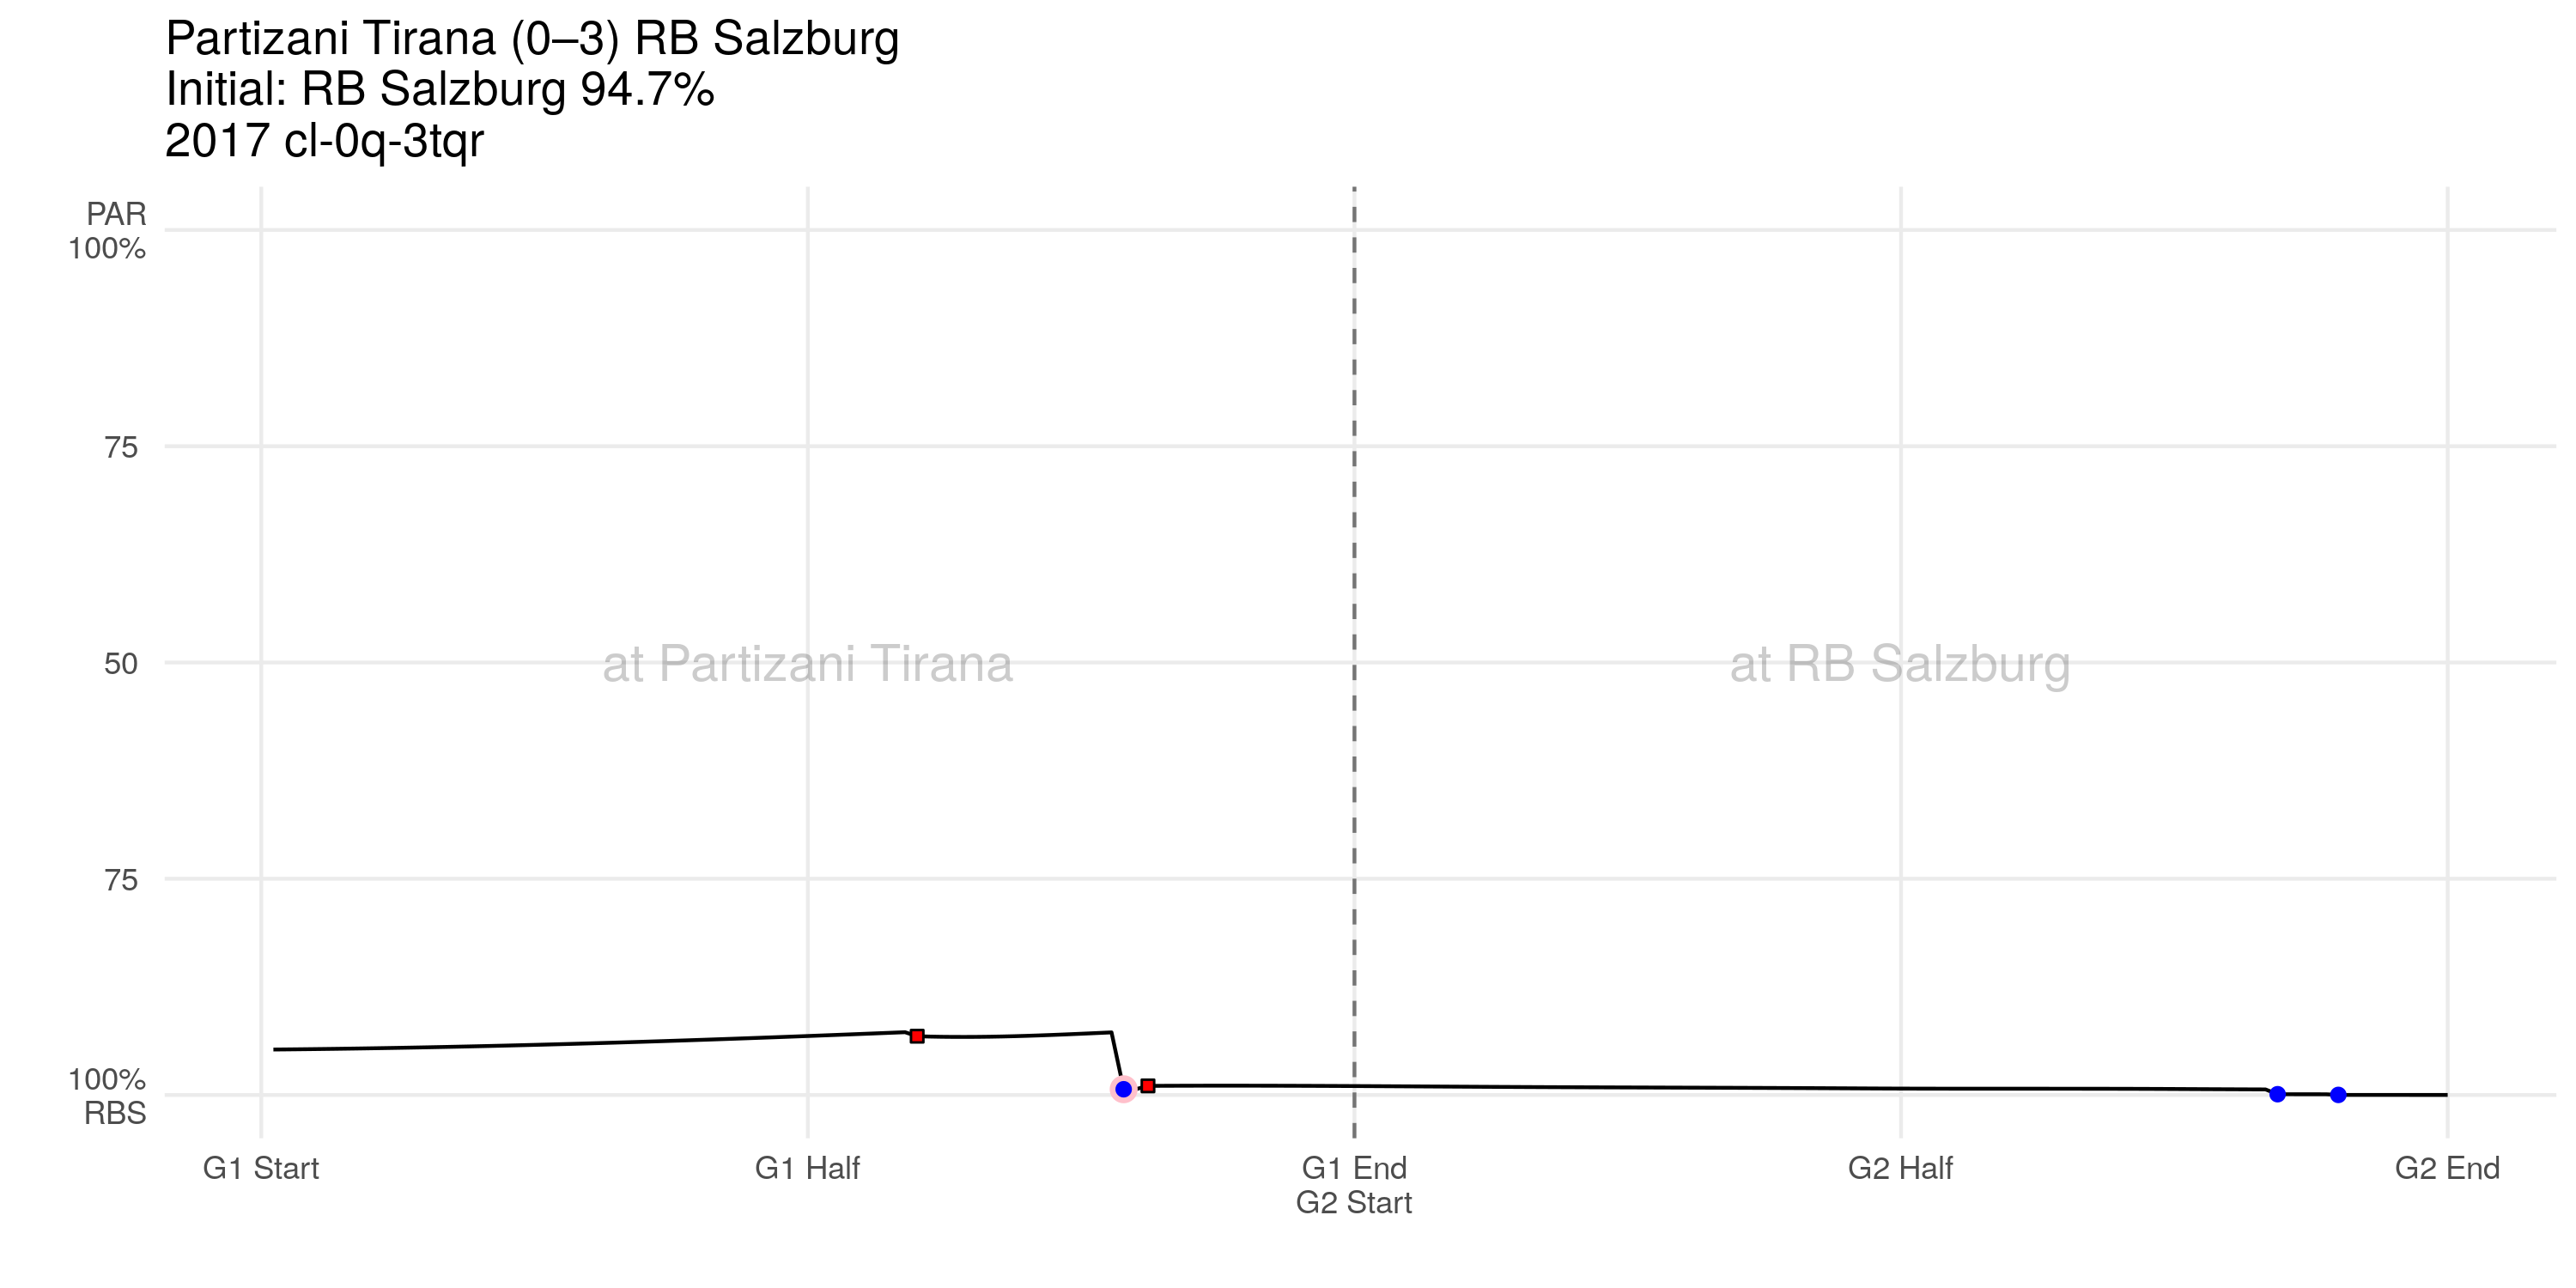 Partizani Tirana (0–3) RB Salzburg
Initial: RB Salzburg 94.7%
2017 cl-0q-3tqr
PAR
100%
75
50
75
100%
RBS
at Partizani Tirana
at RB Salzburg
G1 Start
G1 Half
G1 End
G2 Start
G2 Half
G2 End